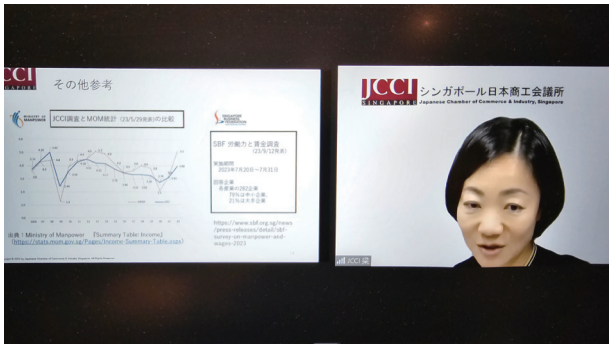 JCCI
SINGAPORE
その他参考
MINISTRY OF
MANPOWER
JCCI調査とMOM統計 (23/5/29発表)の比較
SINGAPORE
BUSINESS
FEDERATION
SBF 労働力と賃金調査
(23/9/12発表)
実施期間
2023年7月20日～7月31日
回答企業
全産業の282企業
79%は中小企業、
21%は大手企業
https://www.sbf.org.sg/news
/press-releases/detail/sbf-
survey-on-manpower-and-
wages-2023
出典：Ministry of Manpower 「Summary Table: Income」
(https://stats.mom.gov.sg/Pages/Income-Summary-Table.aspx)
JCCI
SINGAPORE
シンガポール日本商工会議所
Japanese Chamber of Commerce & Industry, Singapore
JCCI 梁